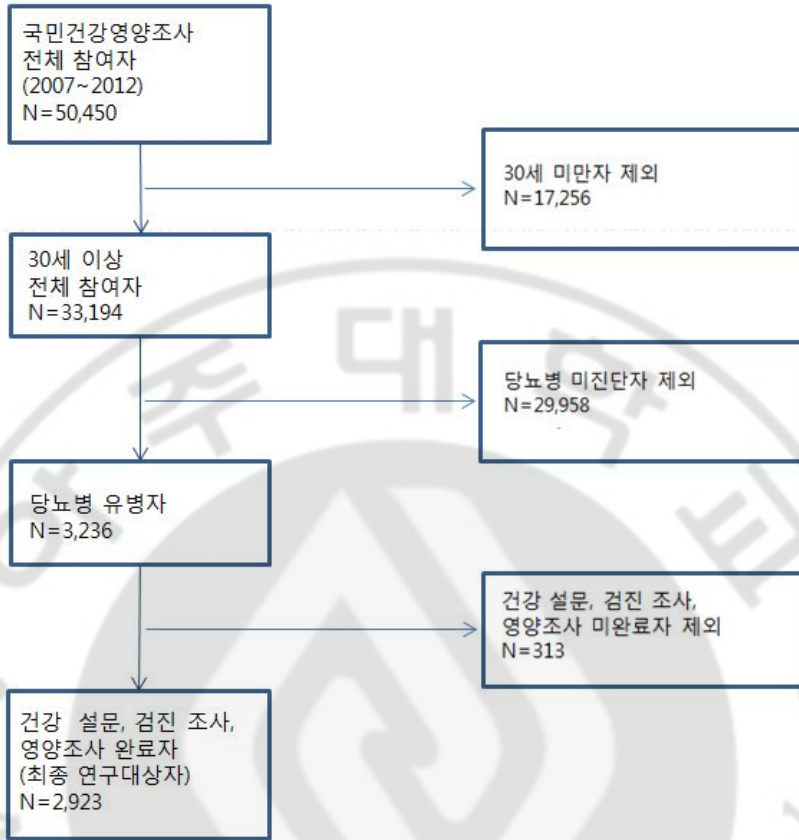 국민건강영양조사
전체 참여자
(2007~2012)
N=50,450
30세 미만자 제외
N=17,256
30세 이상
전체 참여자
N=33,194
당뇨병 미진단자 제외
N=29,958
당뇨병 유병자
N=3,236
건강 설문, 검진 조사,
영양조사 미완료자 제외
N=313
건강 설문, 검진 조사,
영양조사 완료자
(최종 연구대상자)
N=2,923
아주대학교